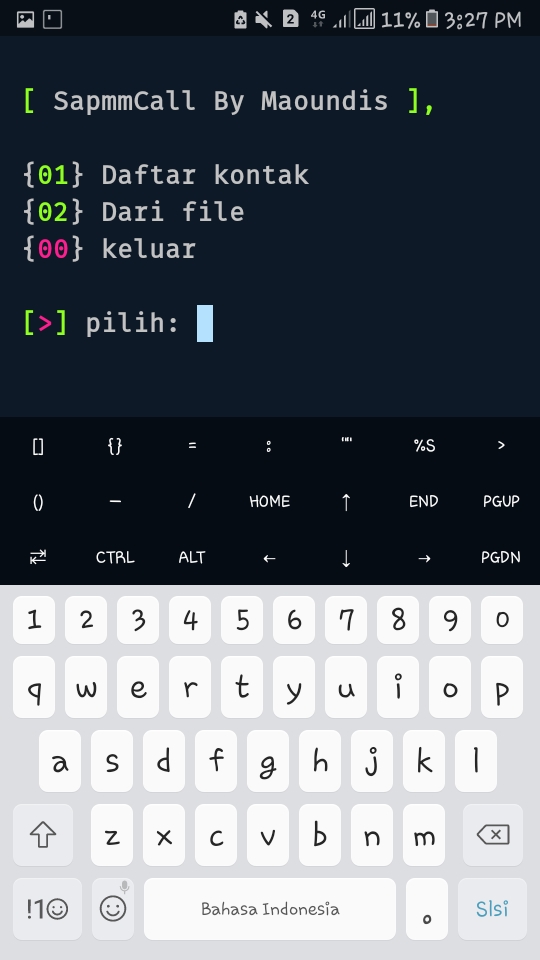 2 4G 11% 3:27 PM
[ SapmmCall By Maoundis ],
{01} Daftar kontak
{02} Dari file
{00} keluar
[>] pilih:
[] {} = : "" %S >
() — / HOME ↑ END PGUP
⇄ CTRL ALT ← ↓ → PGDN
1 2 3 4 5 6 7 8 9 0
q w e r t y u i o p
a s d f g h j k l
z x c v b n m
!1☺ Bahasa Indonesia . Slsi